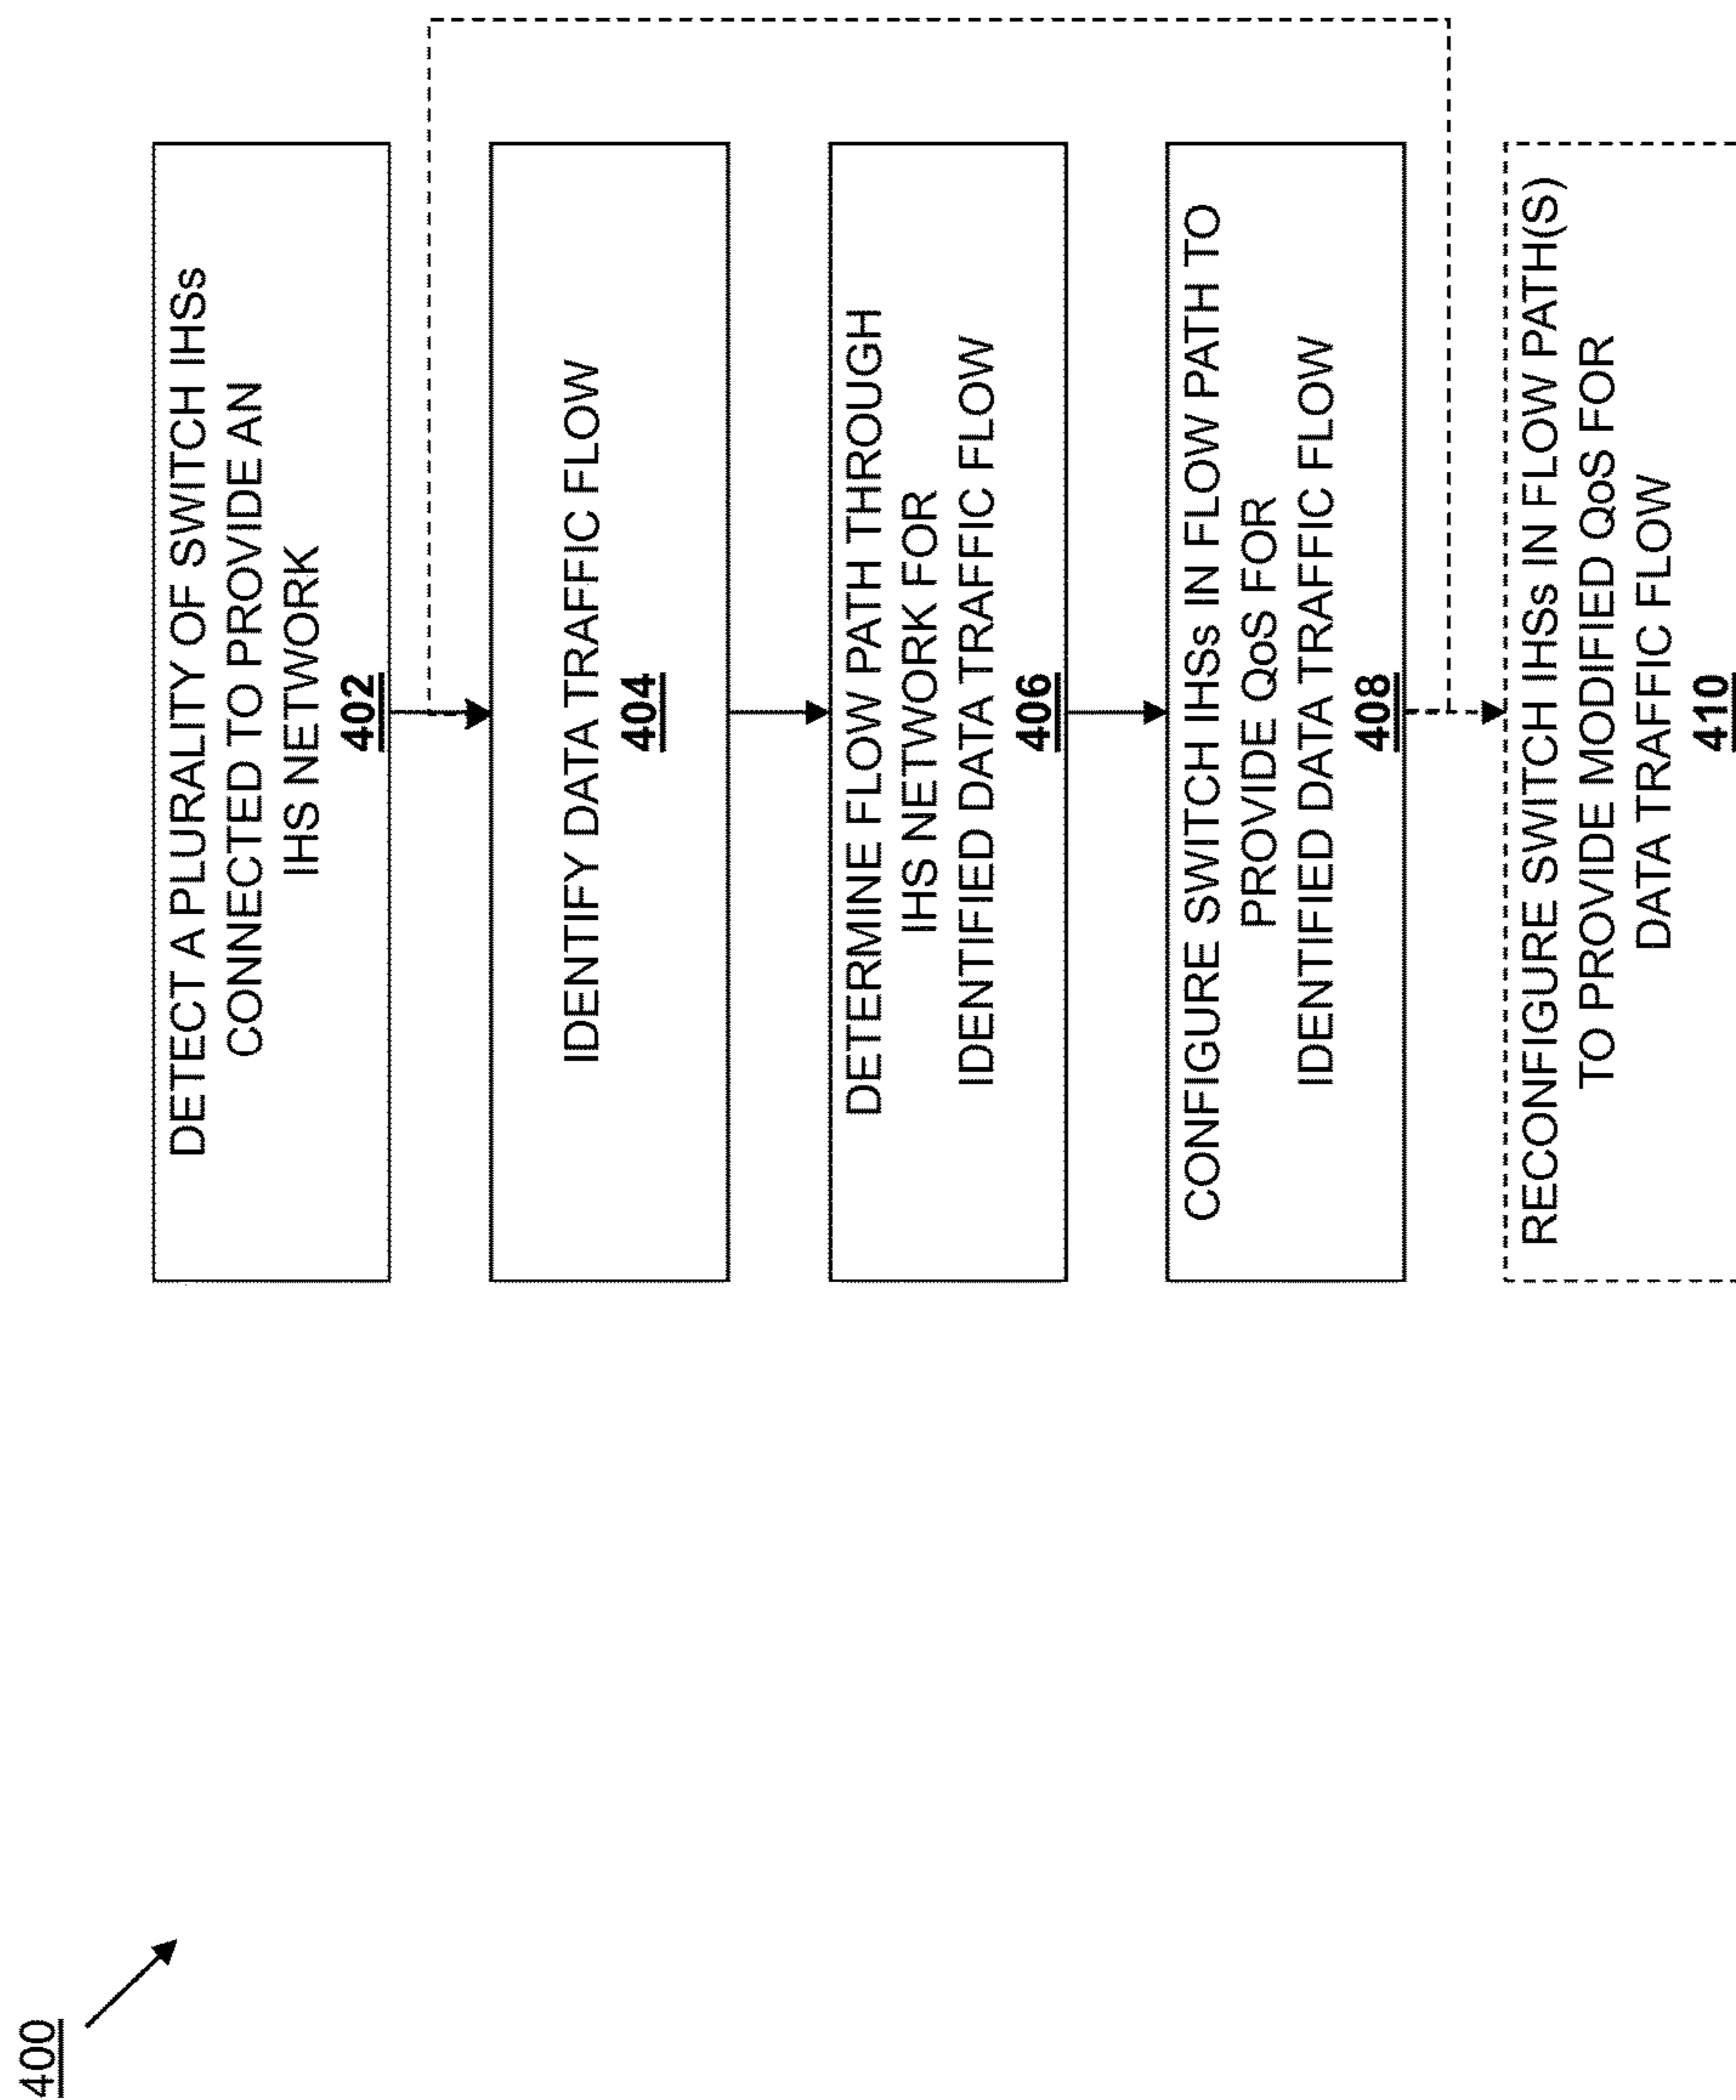 400
DETECT A PLURALITY OF SWITCH IHSs
CONNECTED TO PROVIDE AN
IHS NETWORK
402
IDENTIFY DATA TRAFFIC FLOW
404
DETERMINE FLOW PATH THROUGH
IHS NETWORK FOR
IDENTIFIED DATA TRAFFIC FLOW
406
CONFIGURE SWITCH IHSs IN FLOW PATH TO
PROVIDE QoS FOR
IDENTIFIED DATA TRAFFIC FLOW
408
RECONFIGURE SWITCH IHSs IN FLOW PATH(S)
TO PROVIDE MODIFIED QoS FOR
DATA TRAFFIC FLOW
410